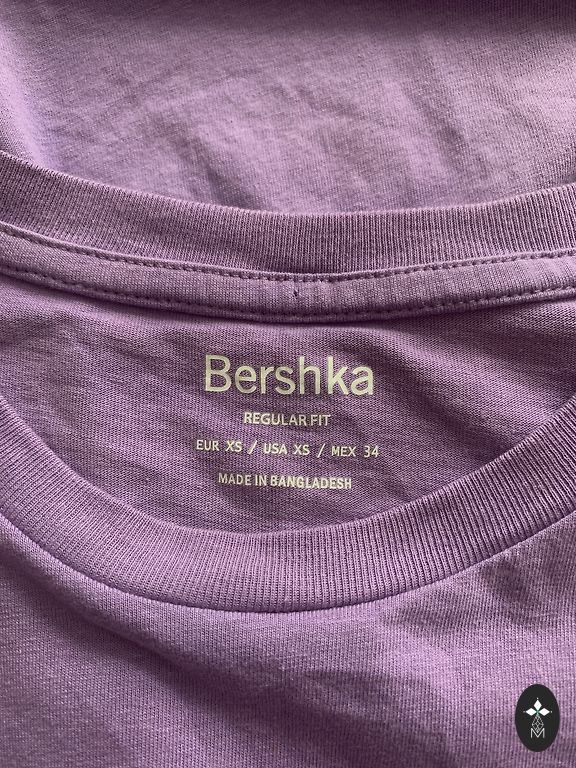 Bershka
REGULAR FIT
EUR XS / USA XS / MEX 34
MADE IN BANGLADESH
M